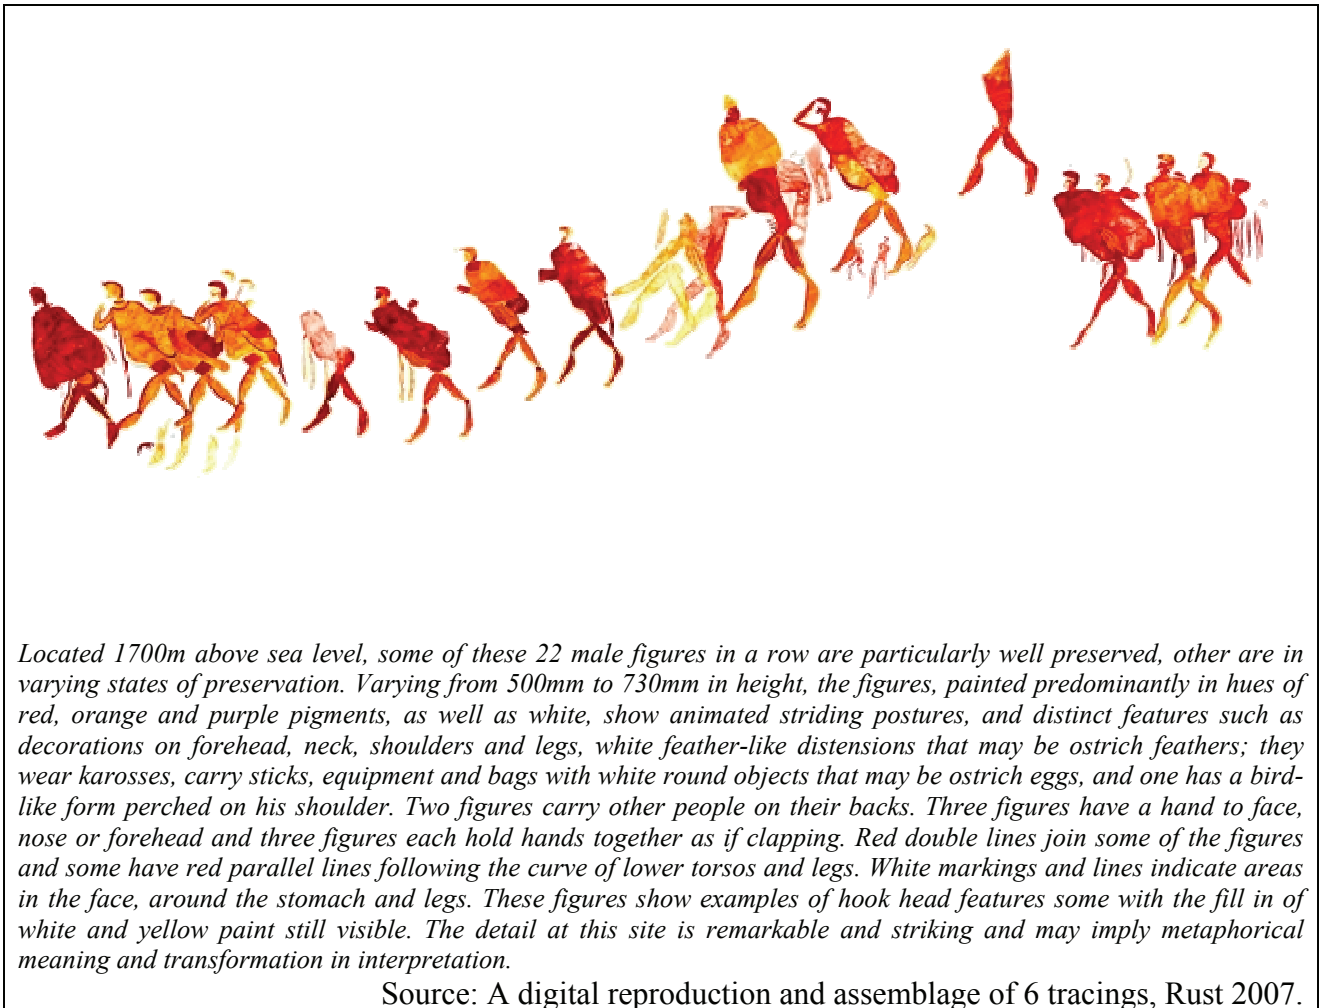 Located 1700m above sea level, some of these 22 male figures in a row are particularly well preserved, other are in
varying states of preservation. Varying from 500mm to 730mm in height, the figures, painted predominantly in hues of
red, orange and purple pigments, as well as white, show animated striding postures, and distinct features such as
decorations on forehead, neck, shoulders and legs, white feather-like distensions that may be ostrich feathers; they
wear karosses, carry sticks, equipment and bags with white round objects that may be ostrich eggs, and one has a bird-
like form perched on his shoulder. Two figures carry other people on their backs. Three figures have a hand to face,
nose or forehead and three figures each hold hands together as if clapping. Red double lines join some of the figures
and some have red parallel lines following the curve of lower torsos and legs. White markings and lines indicate areas
in the face, around the stomach and legs. These figures show examples of hook head features some with the fill in of
white and yellow paint still visible. The detail at this site is remarkable and striking and may imply metaphorical
meaning and transformation in interpretation.
Source: A digital reproduction and assemblage of 6 tracings, Rust 2007.